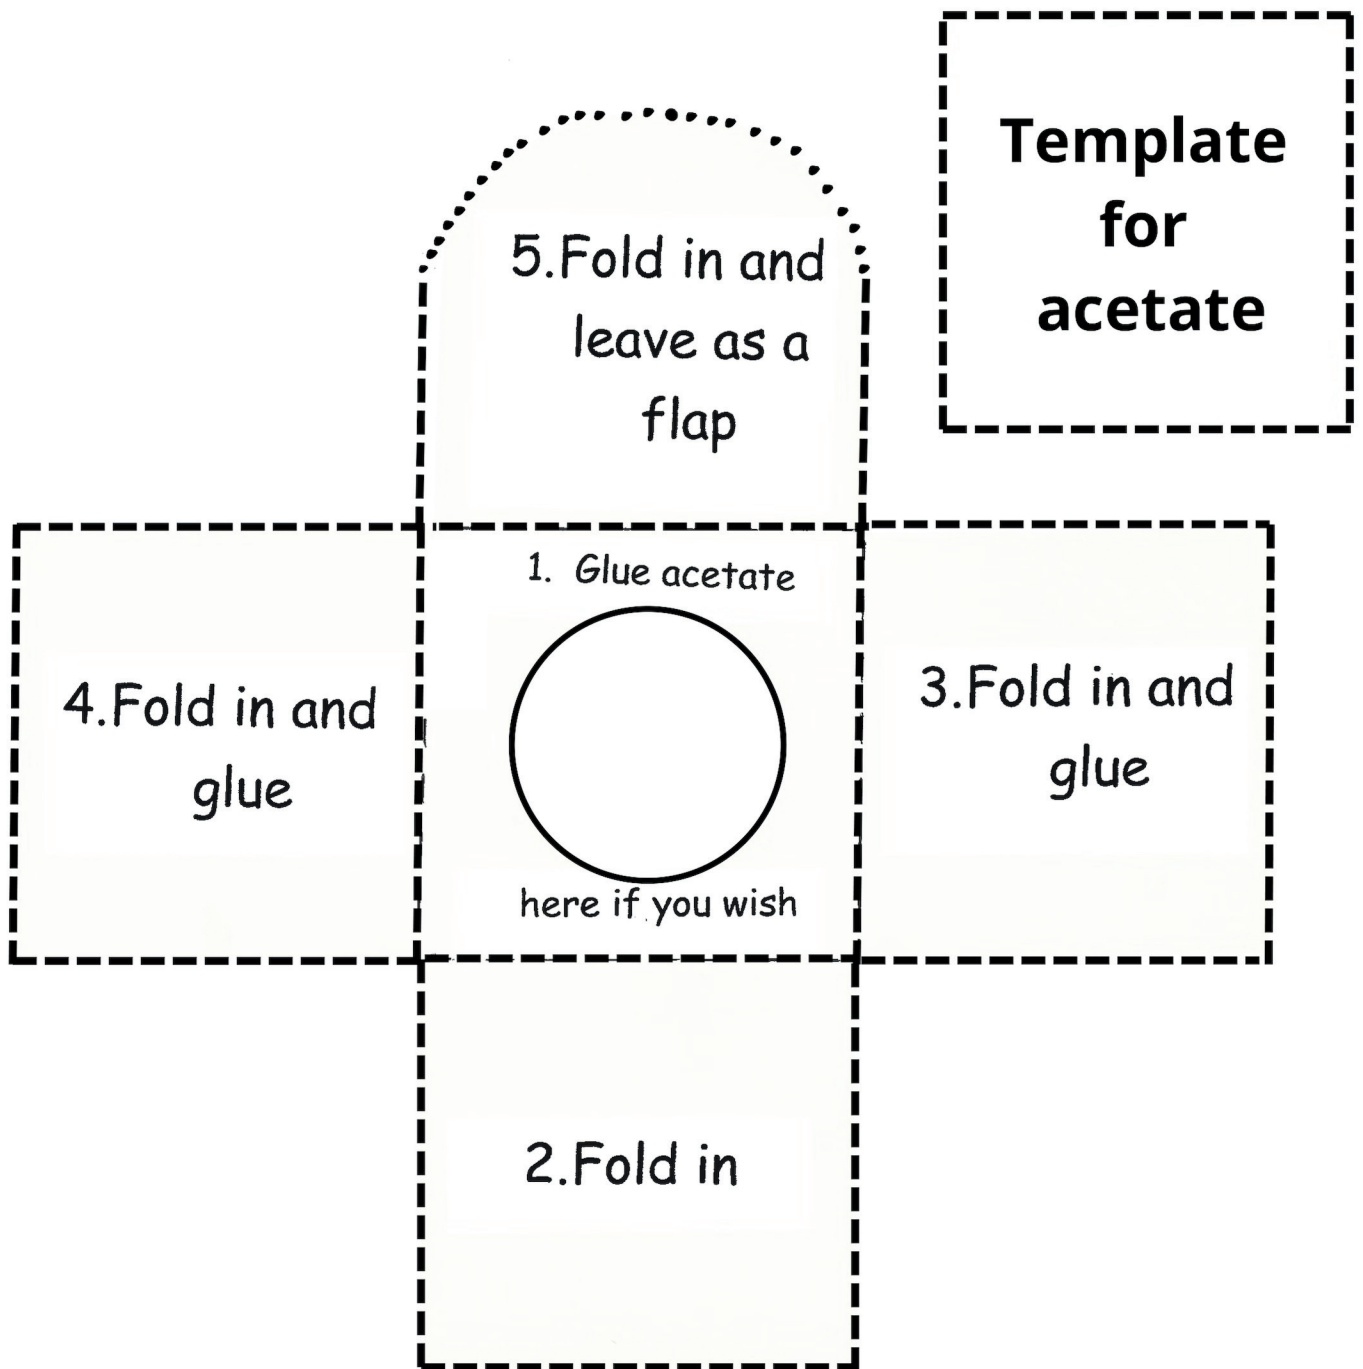 Template
for
acetate
5.Fold in and
leave as a
flap
1. Glue acetate
here if you wish
4.Fold in and
glue
3.Fold in and
glue
2.Fold in